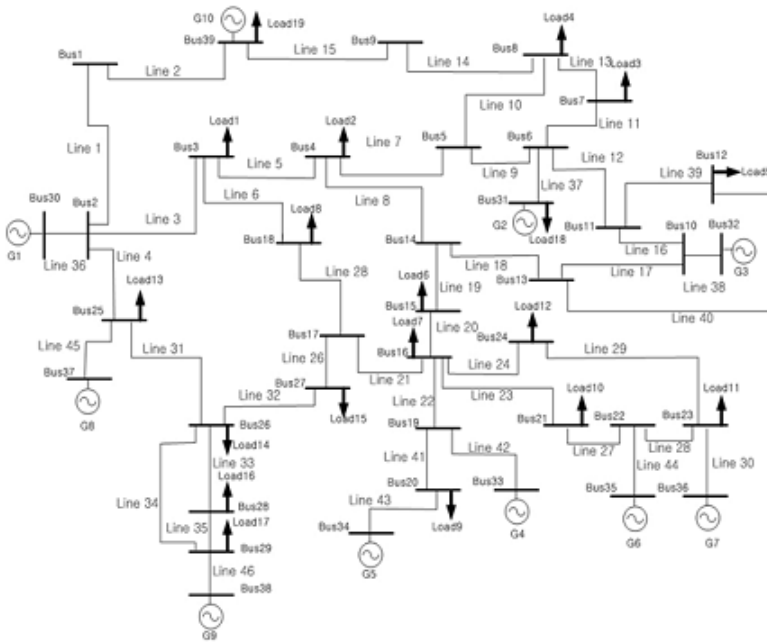 G10
Load19
Load4
Bus39
Bus9
Bus8
Bus1
Line 15
Line 13
Load3
Line 2
Line 14
Bus7
Line 10
Load1
Load2
Line 7
Line 11
Line 1
Bus3
Bus4
Bus5
Bus6
Bus12
Line 5
Line 9
Line 12
Line 39
Bus30
Bus2
Line 6
Line 8
Bus31
Line 37
Line 3
Load8
G2
Bus11
Bus10
Bus32
G1
Line 4
Bus18
Bus14
Load18
Line 16
G3
Line 36
Line 18
Line 17
Load13
Line 28
Load6
Line 19
Bus13
Line 38
Bus25
Bus15
Load12
Line 40
Load7
Line 20
Bus17
Bus24
Line 45
Line 31
Line 26
Bus16
Line 24
Line 29
Bus37
Bus27
Line 21
Line 32
Line 22
Line 23
Load10
Load11
G8
Load15
Bus26
Bus19
Bus21
Bus22
Bus23
Load14
Line 42
Line 27
Line 28
Line 33
Line 41
Line 44
Line 30
Load16
Bus20
Bus33
Bus35
Bus36
Line 34
Line 43
Bus28
Load17
Bus34
Load9
G4
G6
G7
Line 35
Bus29
G5
Line 46
Bus38
G9